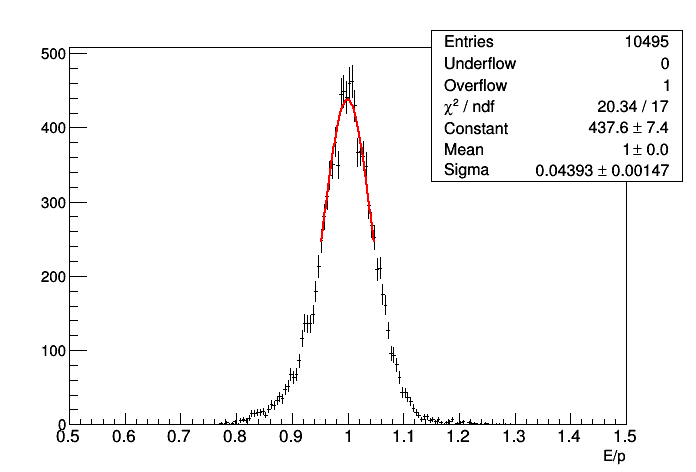 Entries 10495
Underflow 0
Overflow 1
χ² / ndf 20.34 / 17
Constant 437.6 ± 7.4
Mean 1 ± 0.0
Sigma 0.04393 ± 0.00147
500
400
300
200
100
0
0.5 0.6 0.7 0.8 0.9 1 1.1 1.2 1.3 1.4 1.5
E/p